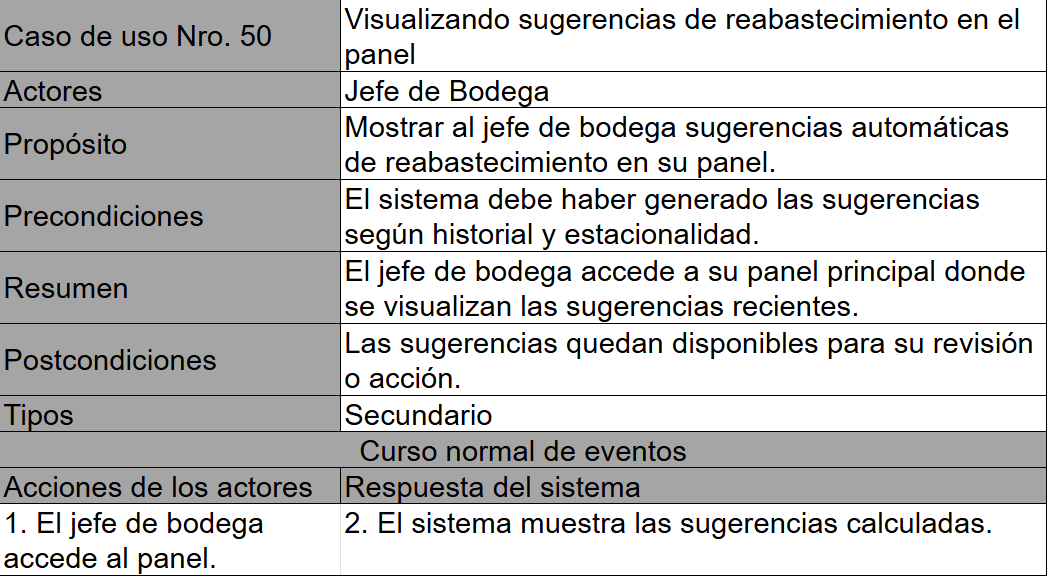 Caso de uso Nro. 50
Visualizando sugerencias de reabastecimiento en el
panel
Actores
Jefe de Bodega
Propósito
Mostrar al jefe de bodega sugerencias automáticas
de reabastecimiento en su panel.
Precondiciones
El sistema debe haber generado las sugerencias
según historial y estacionalidad.
Resumen
El jefe de bodega accede a su panel principal donde
se visualizan las sugerencias recientes.
Postcondiciones
Las sugerencias quedan disponibles para su revisión
o acción.
Tipos
Secundario
Curso normal de eventos
Acciones de los actores
Respuesta del sistema
1. El jefe de bodega
accede al panel.
2. El sistema muestra las sugerencias calculadas.